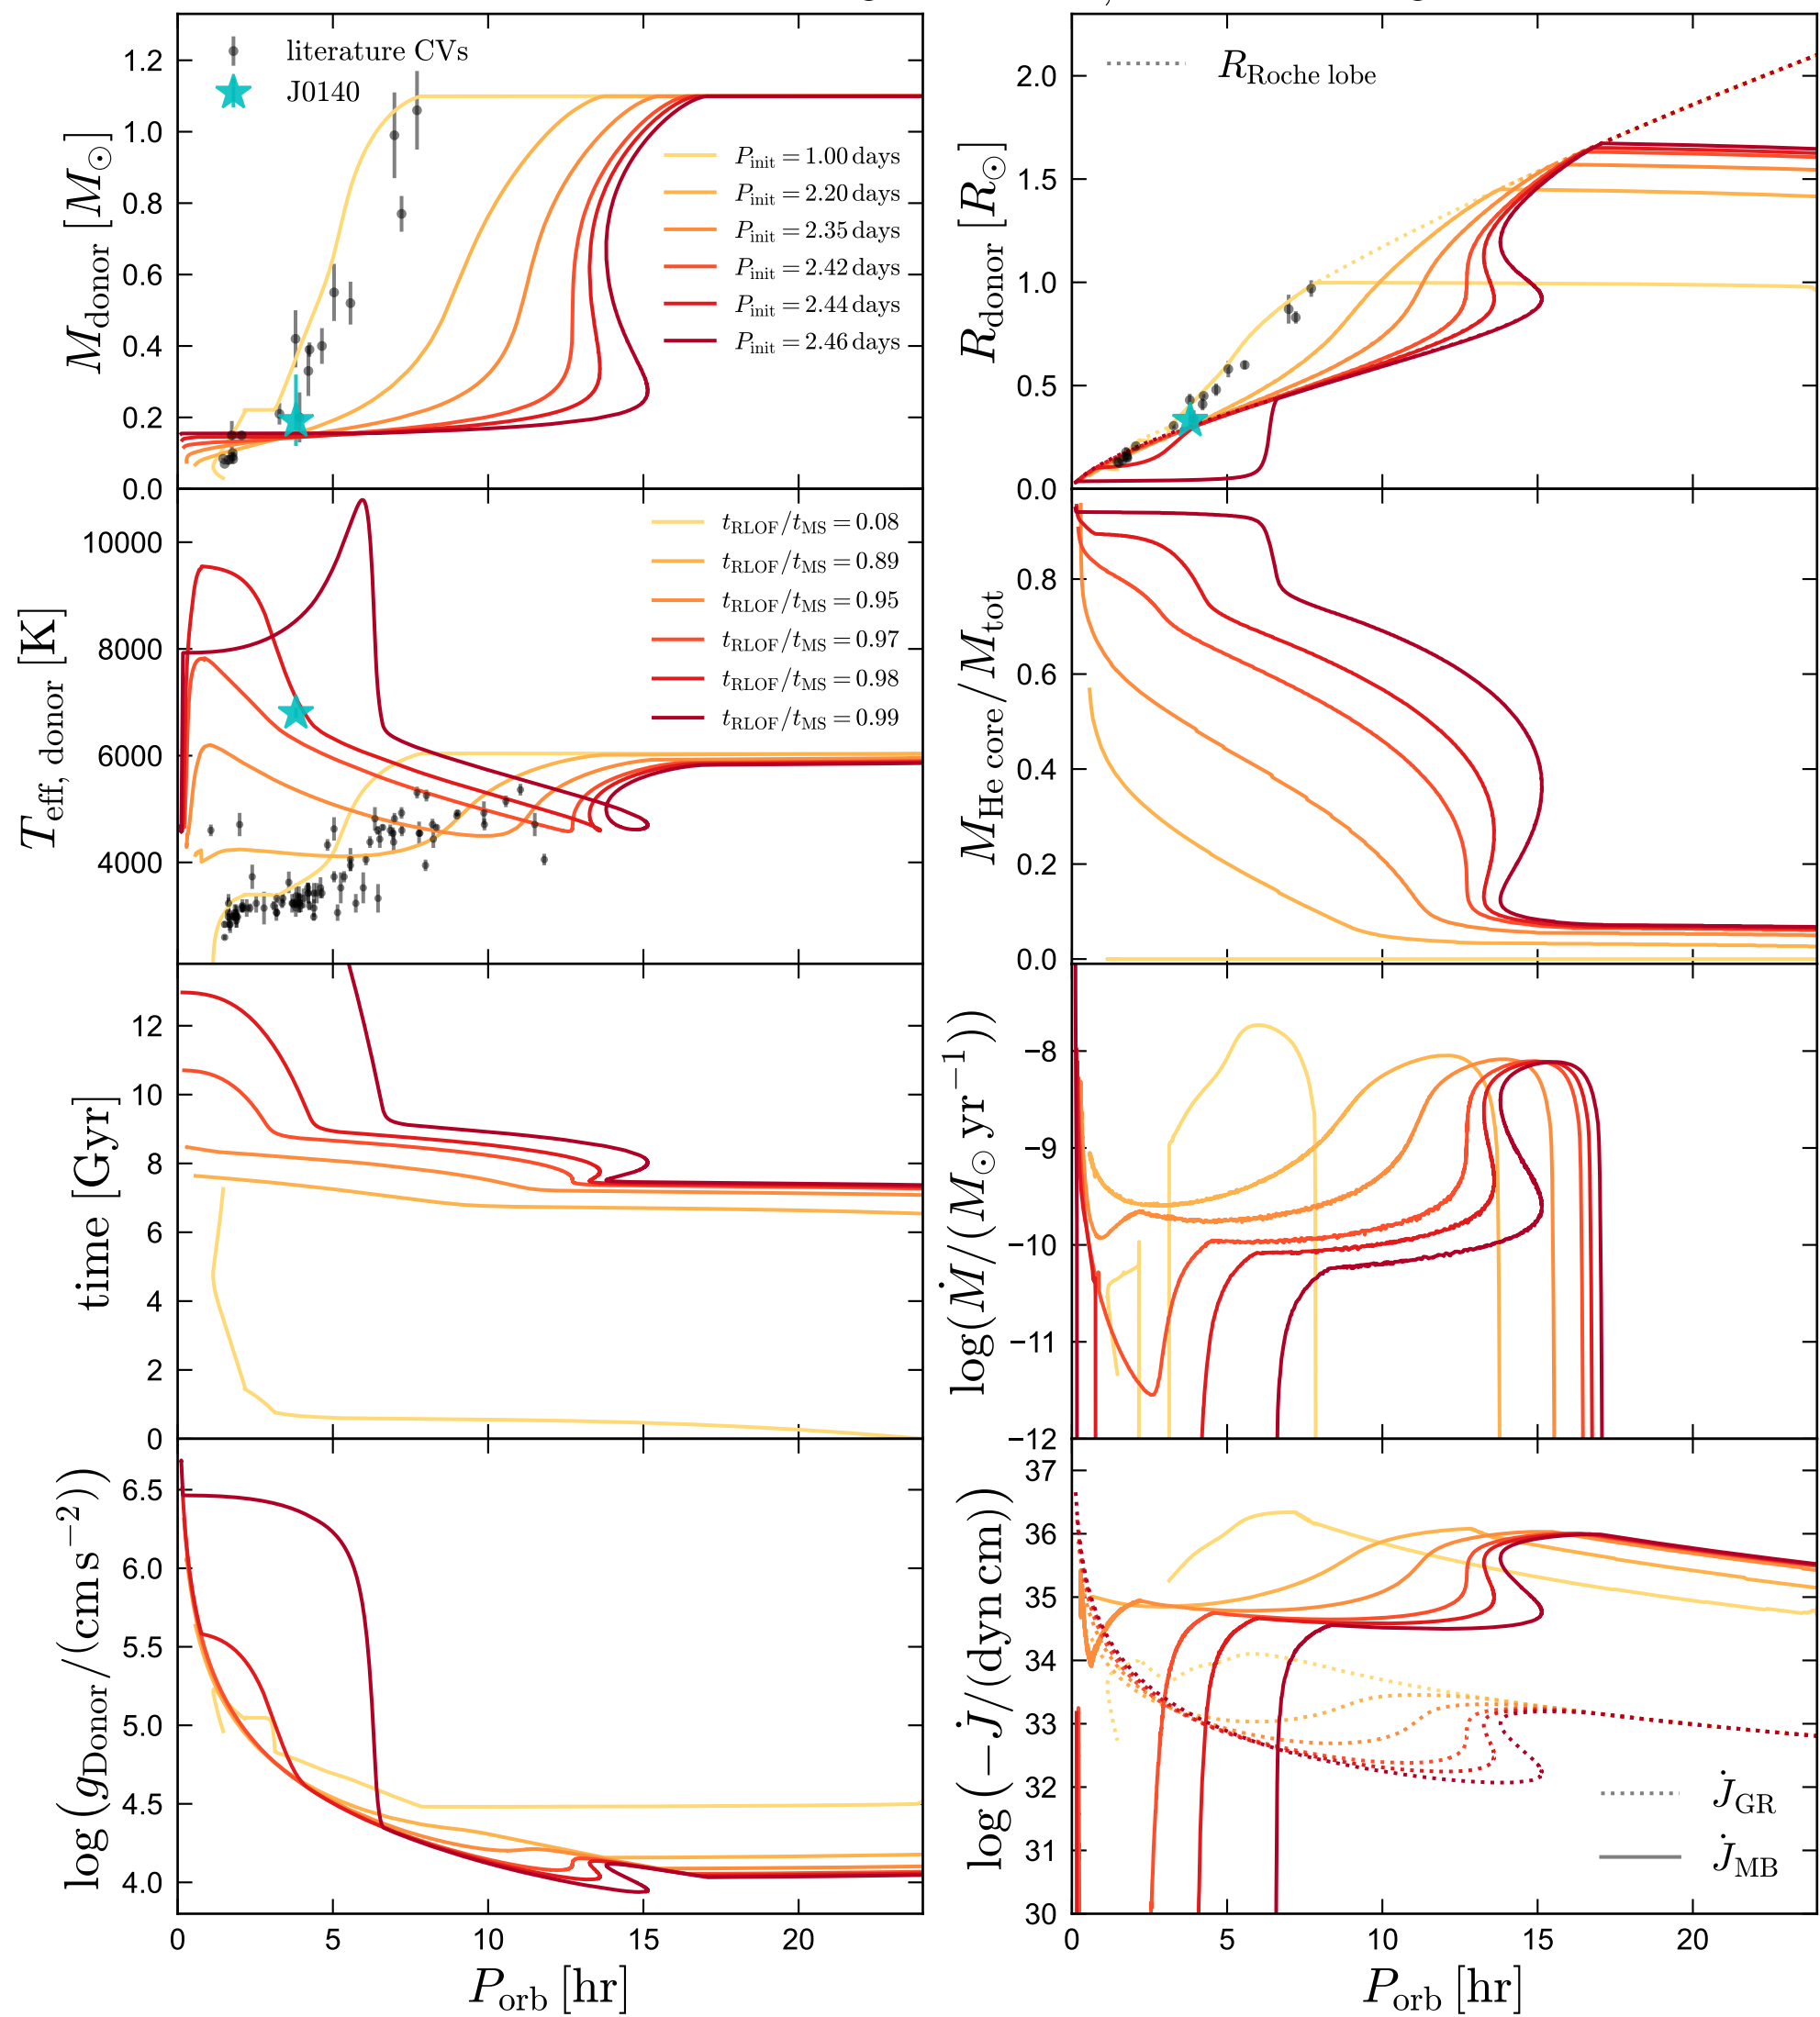 literature CVs
J0140
P_init = 1.00 days
P_init = 2.20 days
P_init = 2.35 days
P_init = 2.42 days
P_init = 2.44 days
P_init = 2.46 days
M_donor [M_⊙]
1.2
1.0
0.8
0.6
0.4
0.2
0.0
R_Roche lobe
R_donor [R_⊙]
2.0
1.5
1.0
0.5
0.0
t_RLOF/t_MS = 0.08
t_RLOF/t_MS = 0.89
t_RLOF/t_MS = 0.95
t_RLOF/t_MS = 0.97
t_RLOF/t_MS = 0.98
t_RLOF/t_MS = 0.99
T_eff, donor [K]
10000
8000
6000
4000
M_He core/M_tot
0.8
0.6
0.4
0.2
0.0
time [Gyr]
12
10
8
6
4
2
0
log(Ṁ/(M_⊙ yr⁻¹))
−8
−9
−10
−11
−12
log(g_Donor/(cm s⁻²))
6.5
6.0
5.5
5.0
4.5
4.0
0 5 10 15 20
P_orb [hr]
log(−J̇/(dyn cm))
37
36
35
34
33
32
31
30
J̇_GR
J̇_MB
0 5 10 15 20
P_orb [hr]